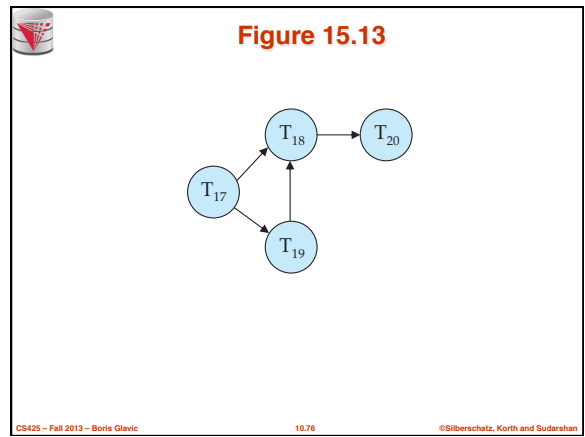 Figure 15.13
T18
T20
T17
T19
CS425 – Fall 2013 – Boris Glavic
10.76
©Silberschatz, Korth and Sudarshan